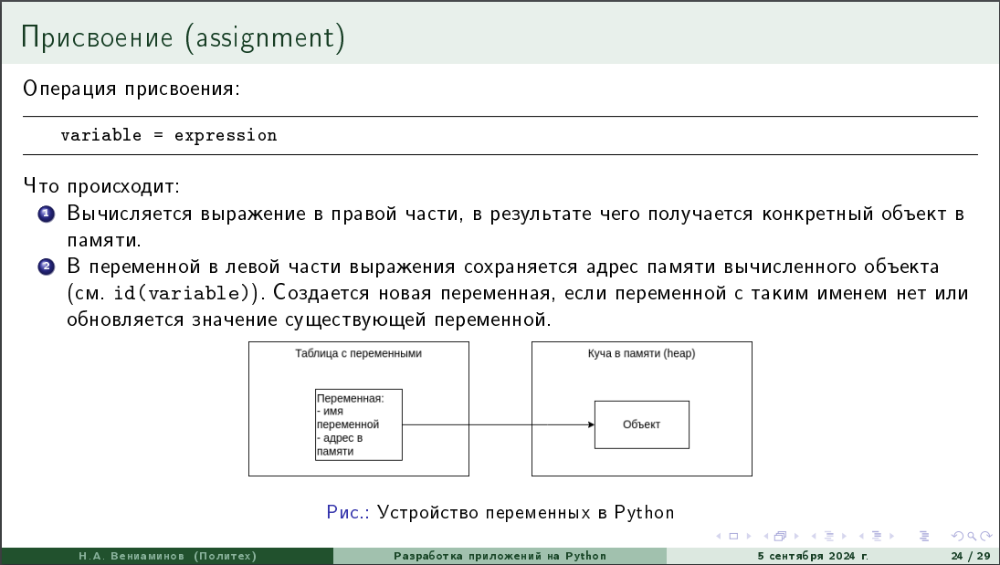 Присвоение (assignment)
Операция присвоения:
variable = expression
Что происходит:
1 Вычисляется выражение в правой части, в результате чего получается конкретный объект в
памяти.
2 В переменной в левой части выражения сохраняется адрес памяти вычисленного объекта
(см. id(variable)). Создается новая переменная, если переменной с таким именем нет или
обновляется значение существующей переменной.
Таблица с переменными
Переменная:
- имя
переменной
- адрес в
памяти
Куча в памяти (heap)
Объект
Рис.: Устройство переменных в Python
Н.А. Вениаминов (Политех)
Разработка приложений на Python
5 сентября 2024 г.
24 / 29